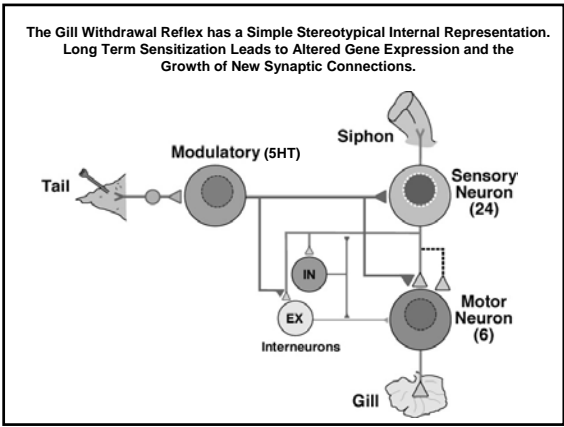 The Gill Withdrawal Reflex has a Simple Stereotypical Internal Representation.
Long Term Sensitization Leads to Altered Gene Expression and the
Growth of New Synaptic Connections.
Siphon
Modulatory (5HT)
Tail
Sensory
Neuron
(24)
IN
EX
Interneurons
Motor
Neuron
(6)
Gill